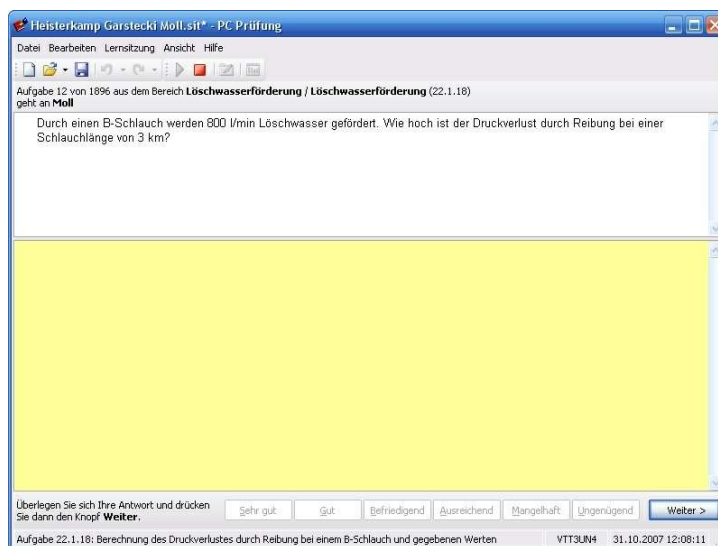 Heisterkamp Garstecki Moll.sit* - PC Prüfung
Datei Bearbeiten Lernsitzung Ansicht Hilfe
Aufgabe 12 von 1896 aus dem Bereich Löschwasserförderung / Löschwasserförderung (22.1.18)
geht an Moll
Durch einen B-Schlauch werden 800 l/min Löschwasser gefördert. Wie hoch ist der Druckverlust durch Reibung bei einer
Schlauchlänge von 3 km?
Überlegen Sie sich Ihre Antwort und drücken
Sie dann den Knopf Weiter.
Sehr gut Gut Befriedigend Ausreichend Mangelhaft Ungenügend Weiter >
Aufgabe 22.1.18: Berechnung des Druckverlustes durch Reibung bei einem B-Schlauch und gegebenen Werten VTT3UN4 31.10.2007 12:08:11